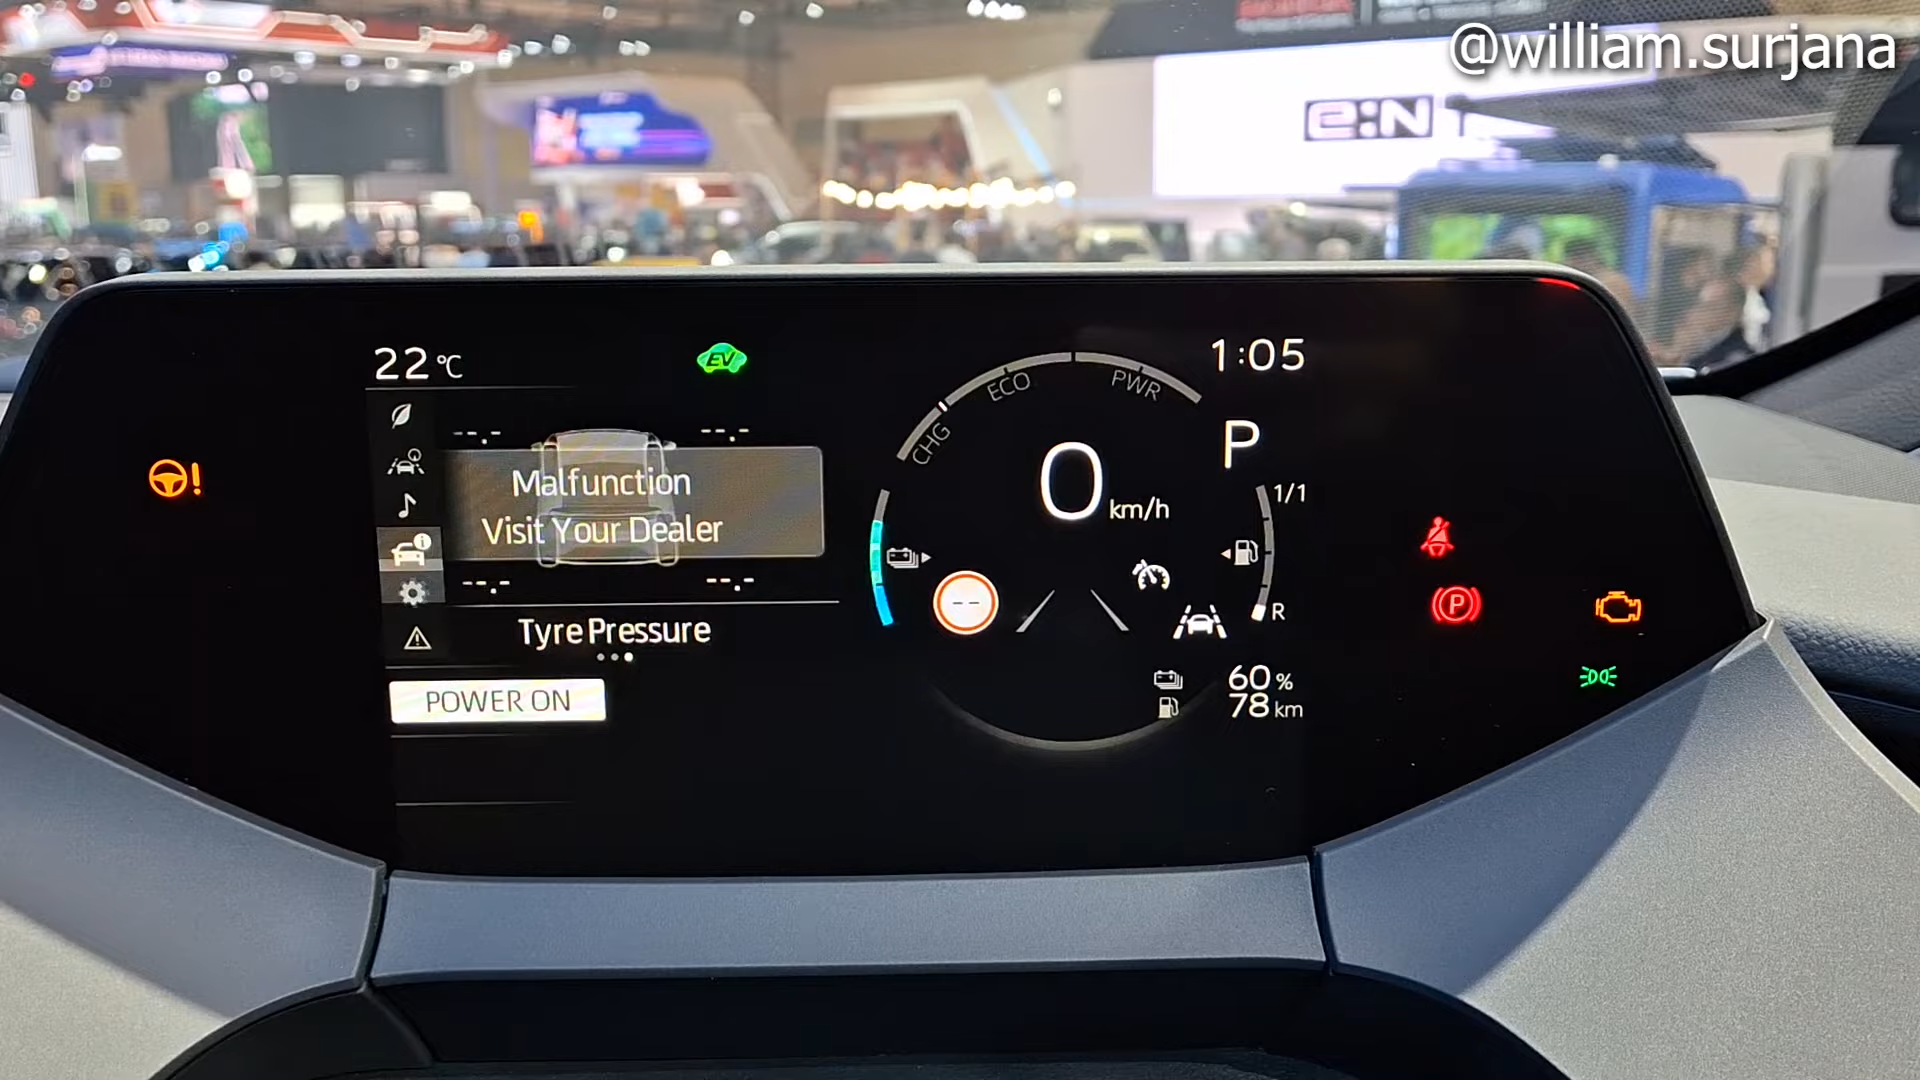 @william.surjana
e:N
22 °C
EV
1:05
CHG
ECO
PWR
P
--.-
--.-
Malfunction
Visit Your Dealer
0 km/h
1/1
--.-
--.-
--
R
Tyre Pressure
P
POWER ON
60 %
78 km